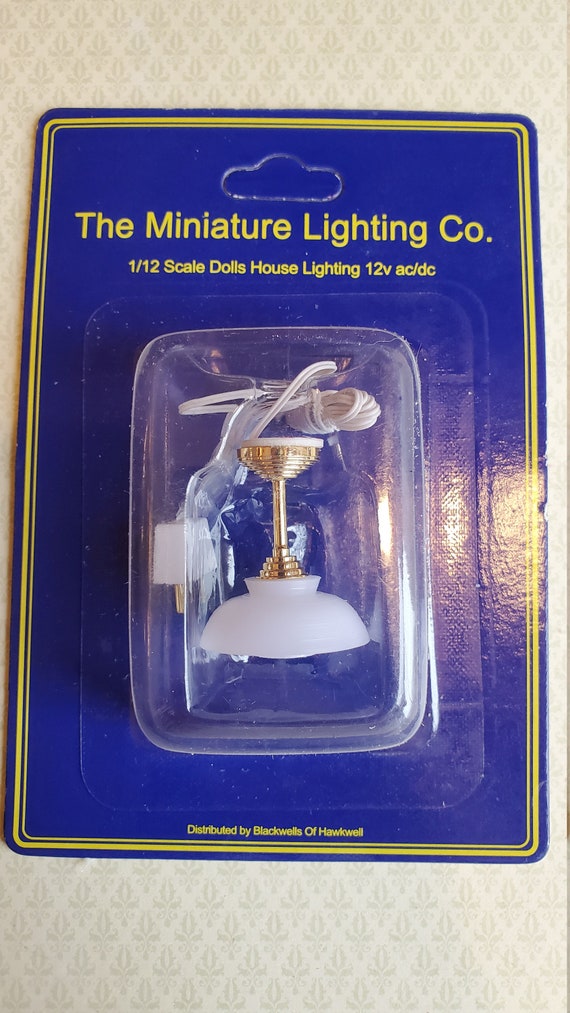 The Miniature Lighting Co.
1/12 Scale Dolls House Lighting 12v ac/dc
Distributed by Blackwells Of Hawkwell